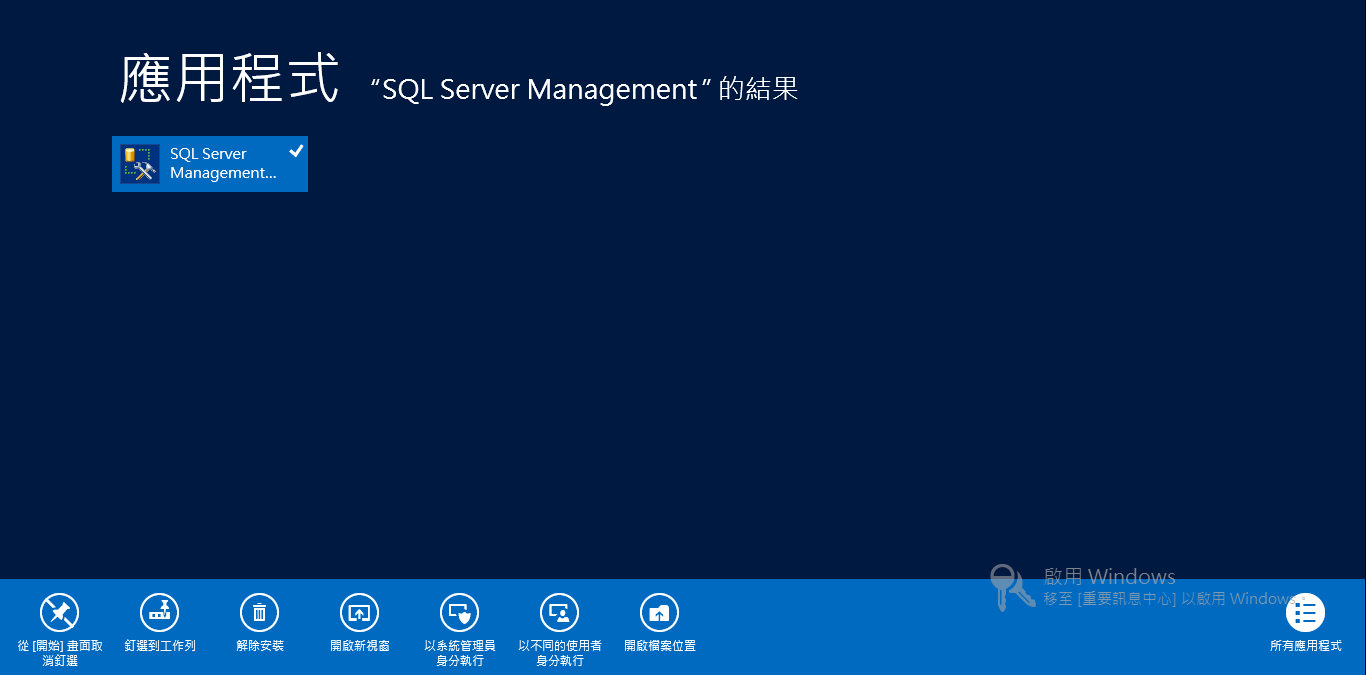 應用程式 “SQL Server Management” 的結果
SQL Server
Management...
啟用 Windows
移至 [重要訊息中心] 以啟用 Windows。
從 [開始] 畫面取
消釘選
釘選到工作列
解除安裝
開啟新視窗
以系統管理員
身分執行
以不同的使用者
身分執行
開啟檔案位置
所有應用程式